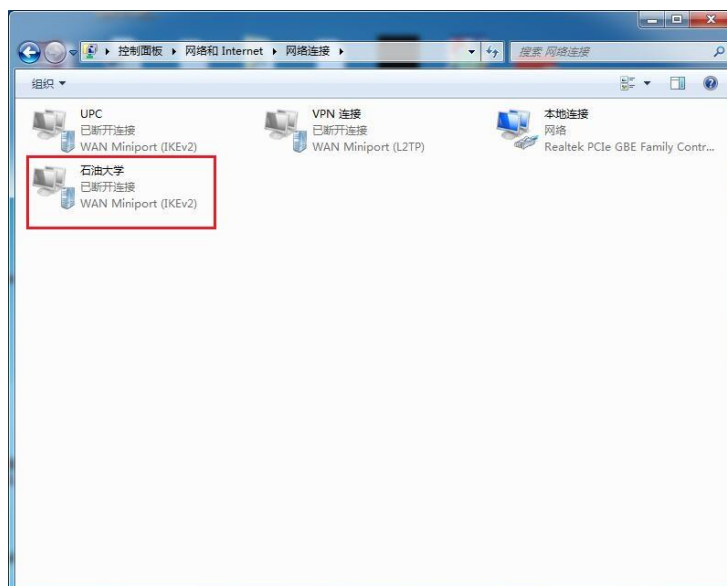 控制面板 网络和 Internet 网络连接
搜索 网络连接
组织
UPC
已断开连接
WAN Miniport (IKEv2)
VPN 连接
已断开连接
WAN Miniport (L2TP)
本地连接
网络
Realtek PCIe GBE Family Contr...
石油大学
已断开连接
WAN Miniport (IKEv2)